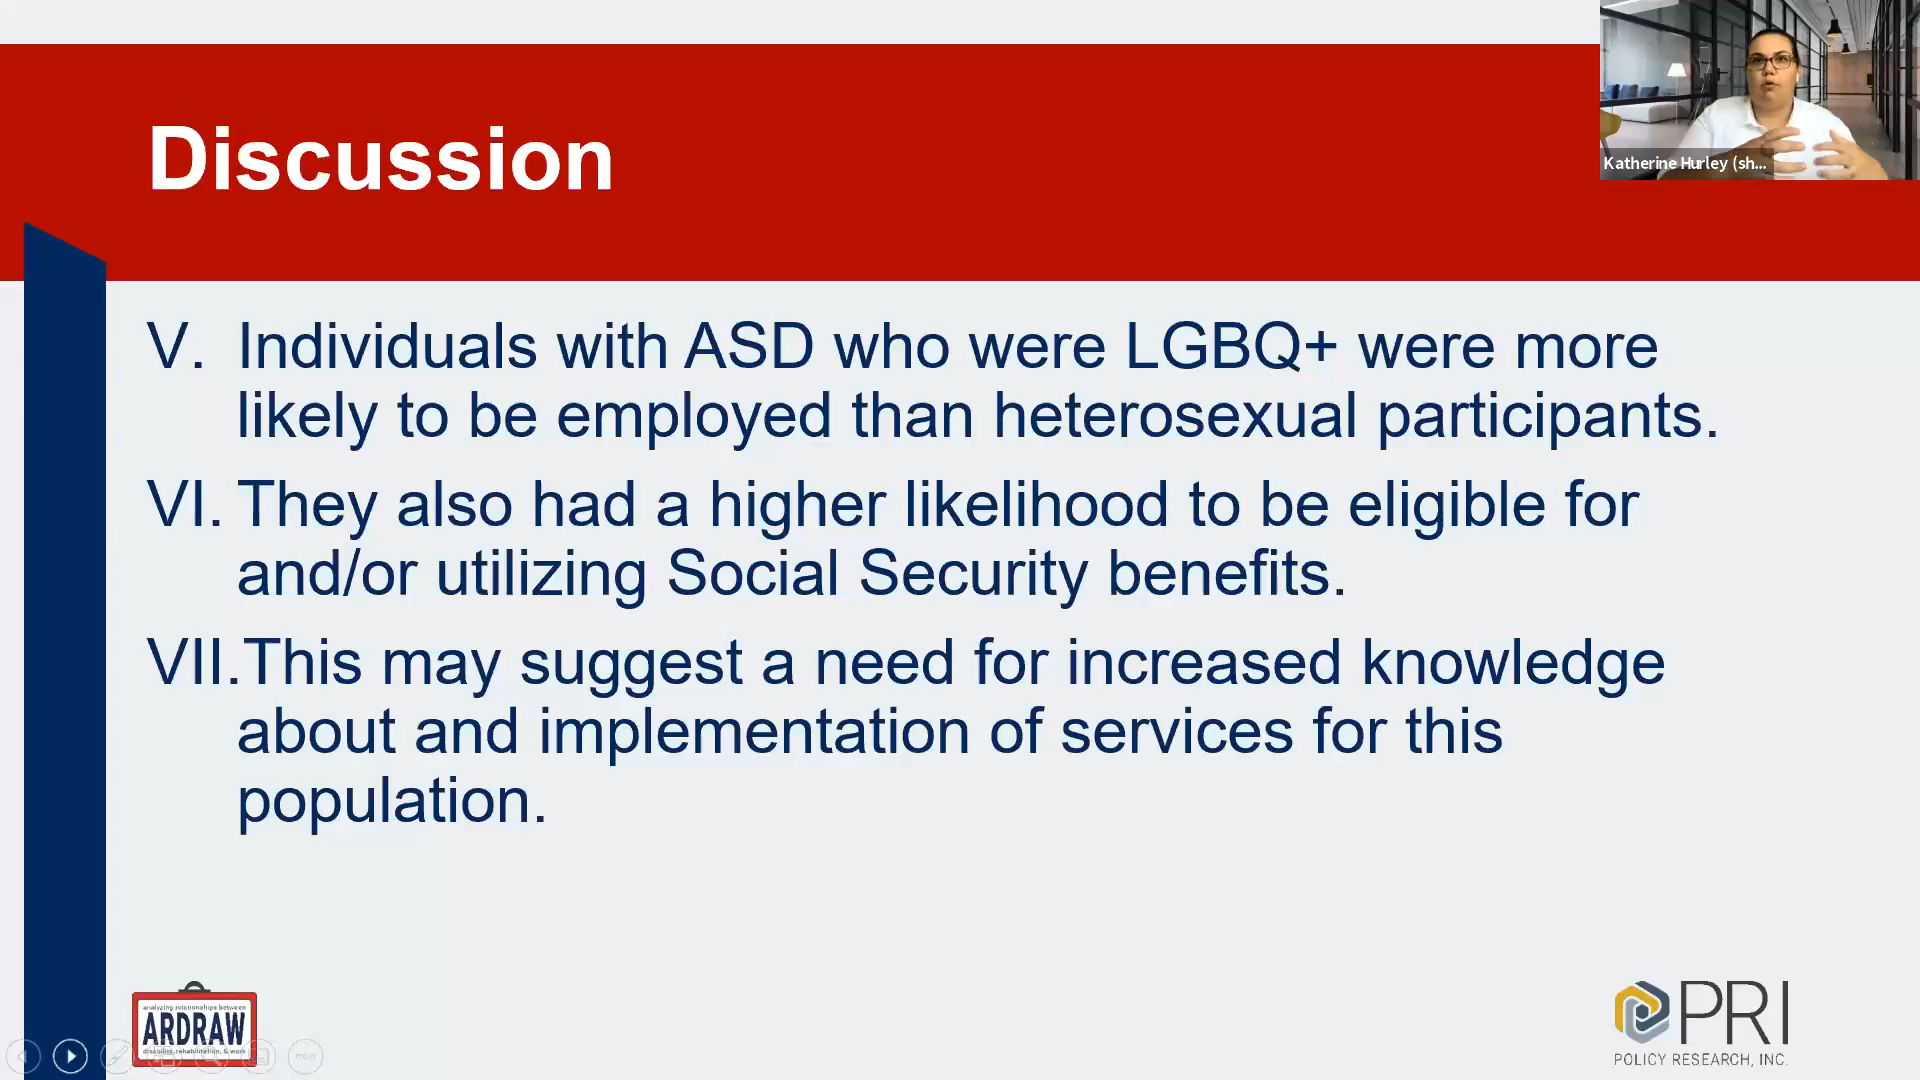 Discussion
Katherine Hurley (sh...
V. Individuals with ASD who were LGBQ+ were more
likely to be employed than heterosexual participants.
VI. They also had a higher likelihood to be eligible for
and/or utilizing Social Security benefits.
VII.This may suggest a need for increased knowledge
about and implementation of services for this
population.
analyzing relationships between
ARDRAW
disability, rehabilitation, & work
PRI
POLICY RESEARCH, INC.